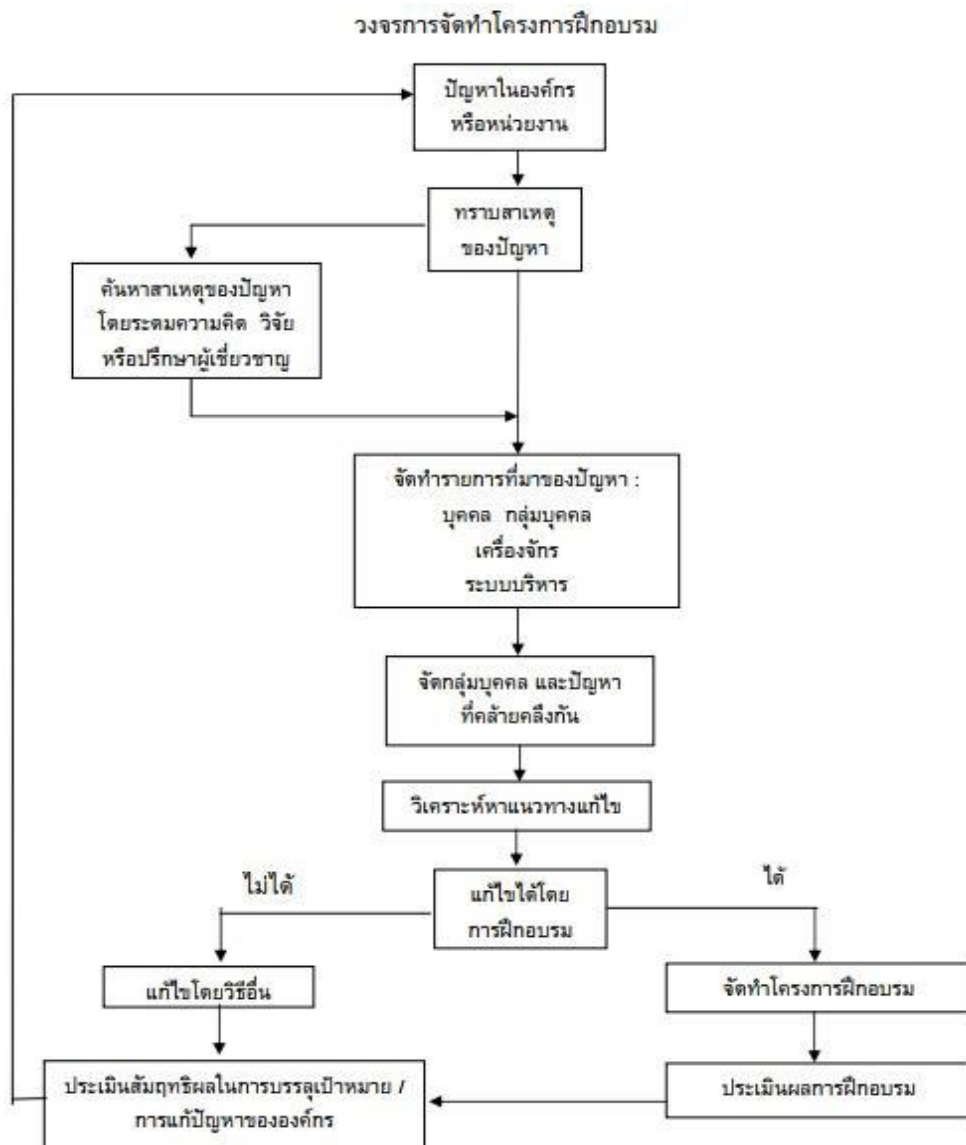 วงจรการจัดทำโครงการฝึกอบรม
ปัญหาในองค์กร
หรือหน่วยงาน
ทราบสาเหตุ
ของปัญหา
ค้นหาสาเหตุของปัญหา
โดยระดมความคิด วิจัย
หรือปรึกษาผู้เชี่ยวชาญ
จัดทำรายการที่มาของปัญหา :
บุคคล กลุ่มบุคคล
เครื่องจักร
ระบบบริหาร
จัดกลุ่มบุคคล และปัญหา
ที่คล้ายคลึงกัน
วิเคราะห์หาแนวทางแก้ไข
ไม่ได้
แก้ไขได้โดย
การฝึกอบรม
ได้
แก้ไขโดยวิธีอื่น
จัดทำโครงการฝึกอบรม
ประเมินสัมฤทธิผลในการบรรลุเป้าหมาย /
การแก้ปัญหาขององค์กร
ประเมินผลการฝึกอบรม